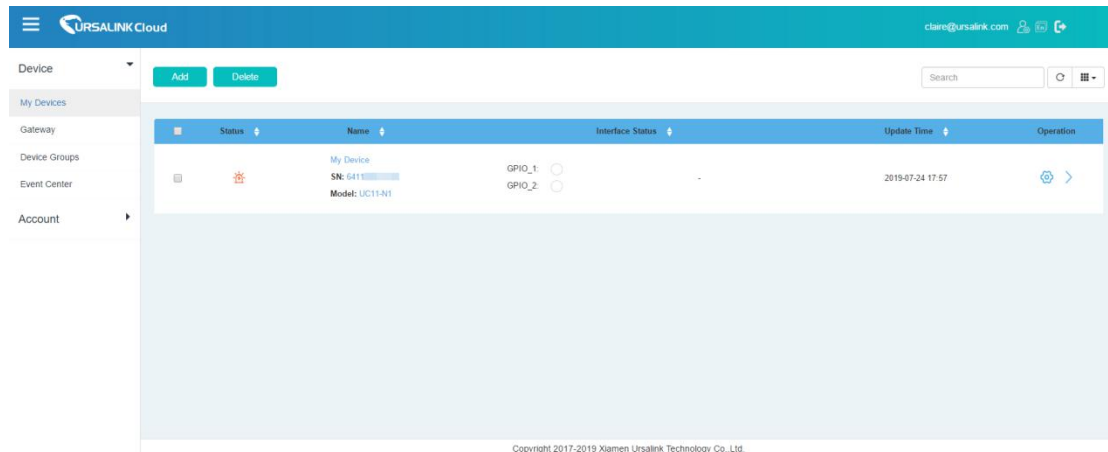 URSALINK Cloud
claire@ursalink.com
Device
Add
Delete
Search
My Devices
Gateway
Device Groups
Event Center
Account
Status
Name
Interface Status
Update Time
Operation
My Device
SN: 6411
Model: UC11-N1
GPIO_1:
GPIO_2:
-
2019-07-24 17:57
Copyright 2017-2019 Xiamen Ursalink Technology Co.,Ltd.